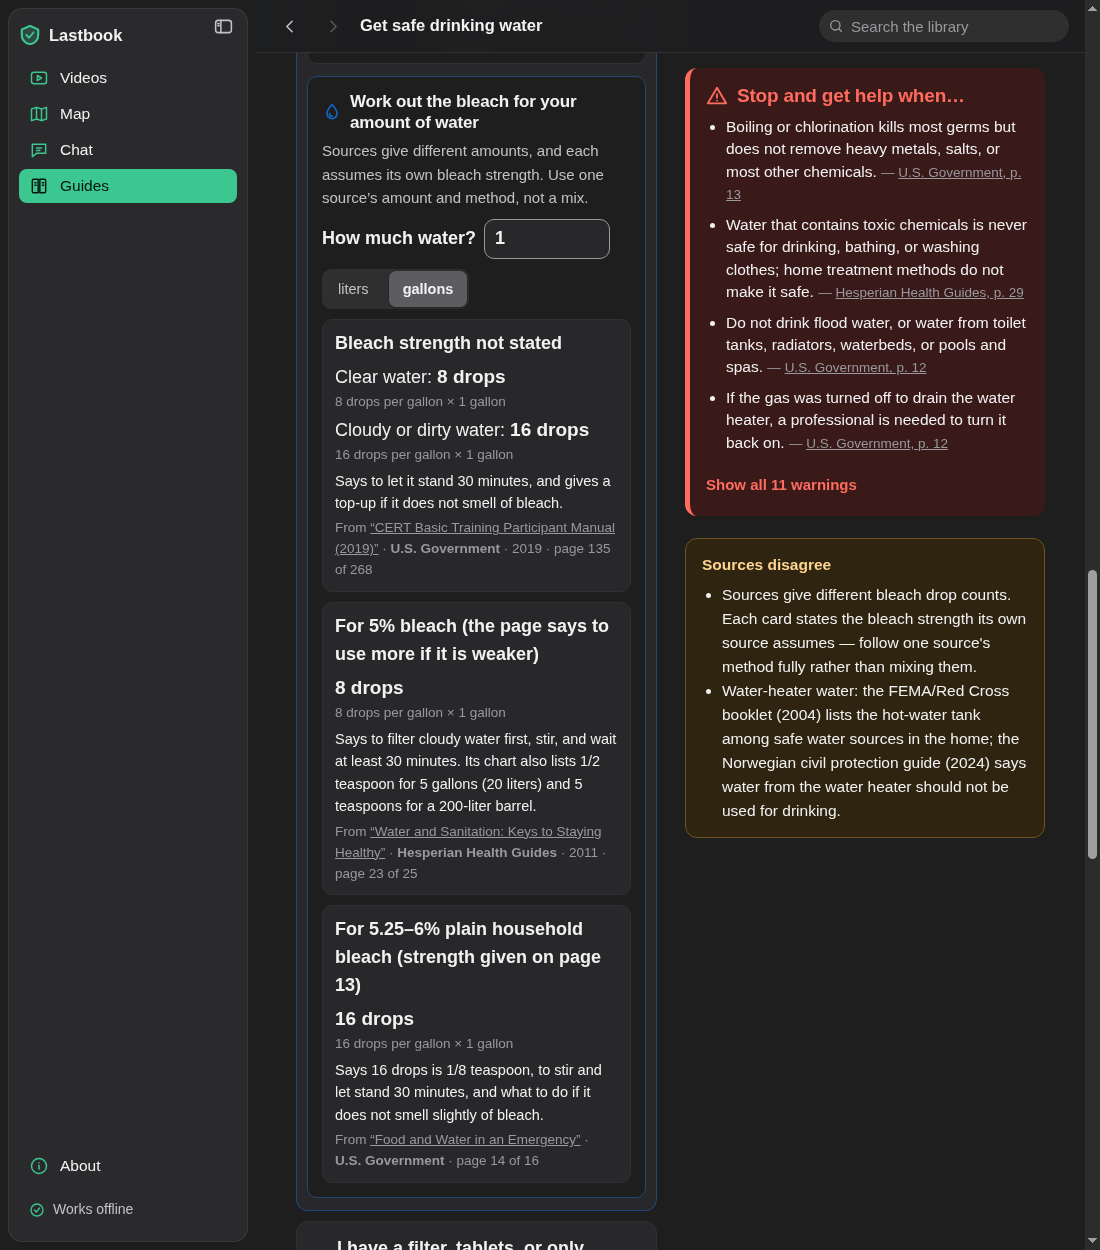 Lastbook
Videos
Map
Chat
Guides
About
Works offline
Get safe drinking water
Search the library
Work out the bleach for your
amount of water
Sources give different amounts, and each
assumes its own bleach strength. Use one
source's amount and method, not a mix.
How much water? 1
liters gallons
Bleach strength not stated
Clear water: 8 drops
8 drops per gallon × 1 gallon
Cloudy or dirty water: 16 drops
16 drops per gallon × 1 gallon
Says to let it stand 30 minutes, and gives a
top-up if it does not smell of bleach.
From “CERT Basic Training Participant Manual
(2019)” · U.S. Government · 2019 · page 135
of 268
For 5% bleach (the page says to
use more if it is weaker)
8 drops
8 drops per gallon × 1 gallon
Says to filter cloudy water first, stir, and wait
at least 30 minutes. Its chart also lists 1/2
teaspoon for 5 gallons (20 liters) and 5
teaspoons for a 200-liter barrel.
From “Water and Sanitation: Keys to Staying
Healthy” · Hesperian Health Guides · 2011 ·
page 23 of 25
For 5.25–6% plain household
bleach (strength given on page
13)
16 drops
16 drops per gallon × 1 gallon
Says 16 drops is 1/8 teaspoon, to stir and
let stand 30 minutes, and what to do if it
does not smell slightly of bleach.
From “Food and Water in an Emergency” ·
U.S. Government · page 14 of 16
I have a filter, tablets, or only
Stop and get help when…
• Boiling or chlorination kills most germs but
does not remove heavy metals, salts, or
most other chemicals. — U.S. Government, p.
13
• Water that contains toxic chemicals is never
safe for drinking, bathing, or washing
clothes; home treatment methods do not
make it safe. — Hesperian Health Guides, p. 29
• Do not drink flood water, or water from toilet
tanks, radiators, waterbeds, or pools and
spas. — U.S. Government, p. 12
• If the gas was turned off to drain the water
heater, a professional is needed to turn it
back on. — U.S. Government, p. 12
Show all 11 warnings
Sources disagree
• Sources give different bleach drop counts.
Each card states the bleach strength its own
source assumes — follow one source's
method fully rather than mixing them.
• Water-heater water: the FEMA/Red Cross
booklet (2004) lists the hot-water tank
among safe water sources in the home; the
Norwegian civil protection guide (2024) says
water from the water heater should not be
used for drinking.